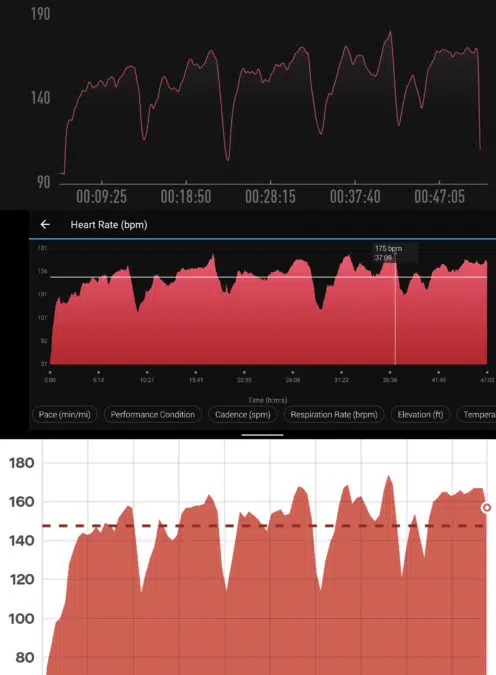 190
140
90
00:09:25 00:18:50 00:28:15 00:37:40 00:47:05
Heart Rate (bpm)
181
156
131
107
82
57
175 bpm
37:09
0:00 5:14 10:27 15:41 20:55 26:08 31:22 36:36 41:49 47:03
Time (h:m:s)
Pace (min/mi) Performance Condition Cadence (spm) Respiration Rate (brpm) Elevation (ft) Tempera
180
160
140
120
100
80